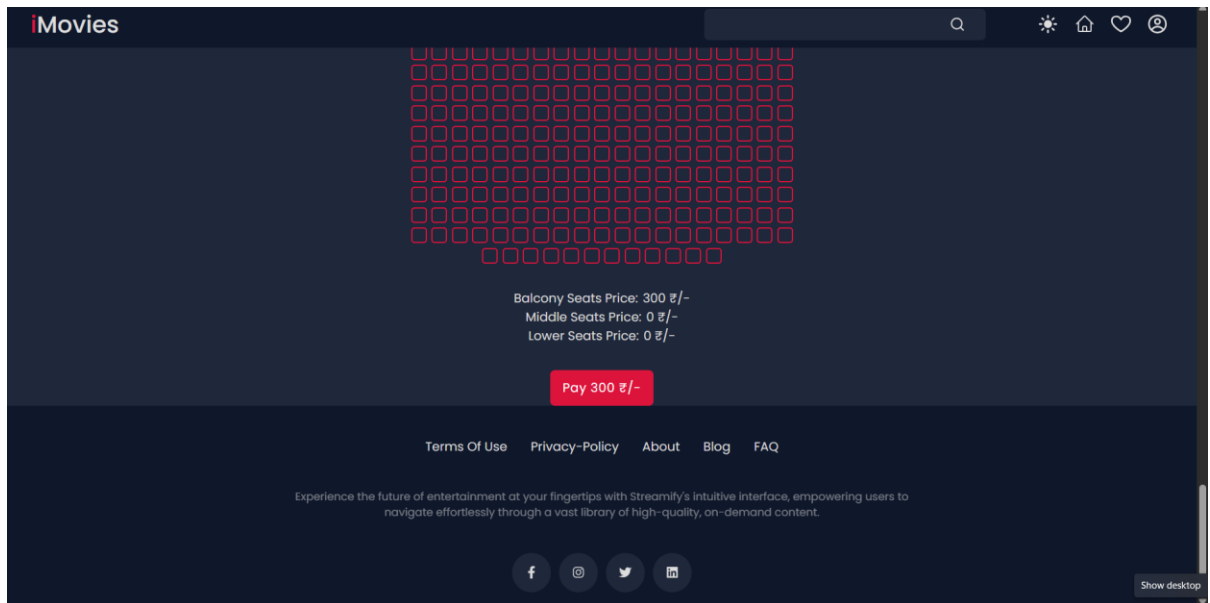 iMovies
Balcony Seats Price: 300 ₹/-
Middle Seats Price: 0 ₹/-
Lower Seats Price: 0 ₹/-
Pay 300 ₹/-
Terms Of Use Privacy-Policy About Blog FAQ
Experience the future of entertainment at your fingertips with Streamify's intuitive interface, empowering users to
navigate effortlessly through a vast library of high-quality, on-demand content.
Show desktop